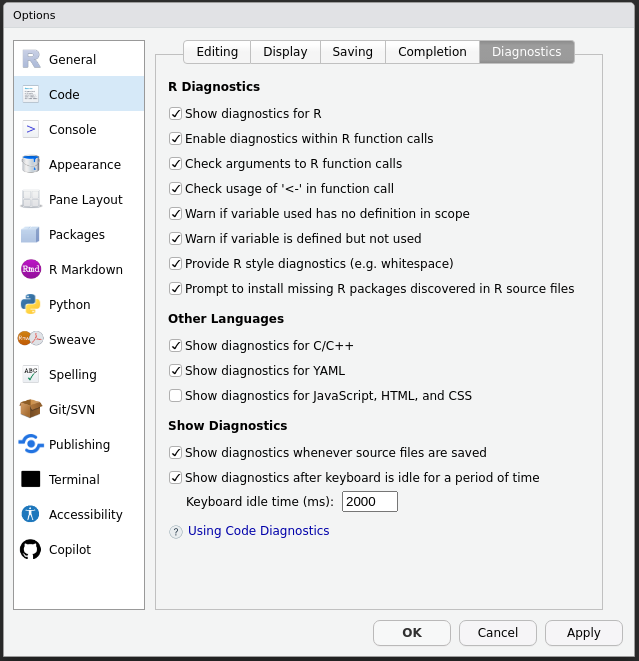 Options
General
Code
Console
Appearance
Pane Layout
Packages
Rmd R Markdown
Python
Sweave
ABC Spelling
Git/SVN
Publishing
Terminal
Accessibility
Copilot
Editing Display Saving Completion Diagnostics
R Diagnostics
Show diagnostics for R
Enable diagnostics within R function calls
Check arguments to R function calls
Check usage of '<-' in function call
Warn if variable used has no definition in scope
Warn if variable is defined but not used
Provide R style diagnostics (e.g. whitespace)
Prompt to install missing R packages discovered in R source files
Other Languages
Show diagnostics for C/C++
Show diagnostics for YAML
Show diagnostics for JavaScript, HTML, and CSS
Show Diagnostics
Show diagnostics whenever source files are saved
Show diagnostics after keyboard is idle for a period of time
Keyboard idle time (ms): 2000
? Using Code Diagnostics
OK Cancel Apply